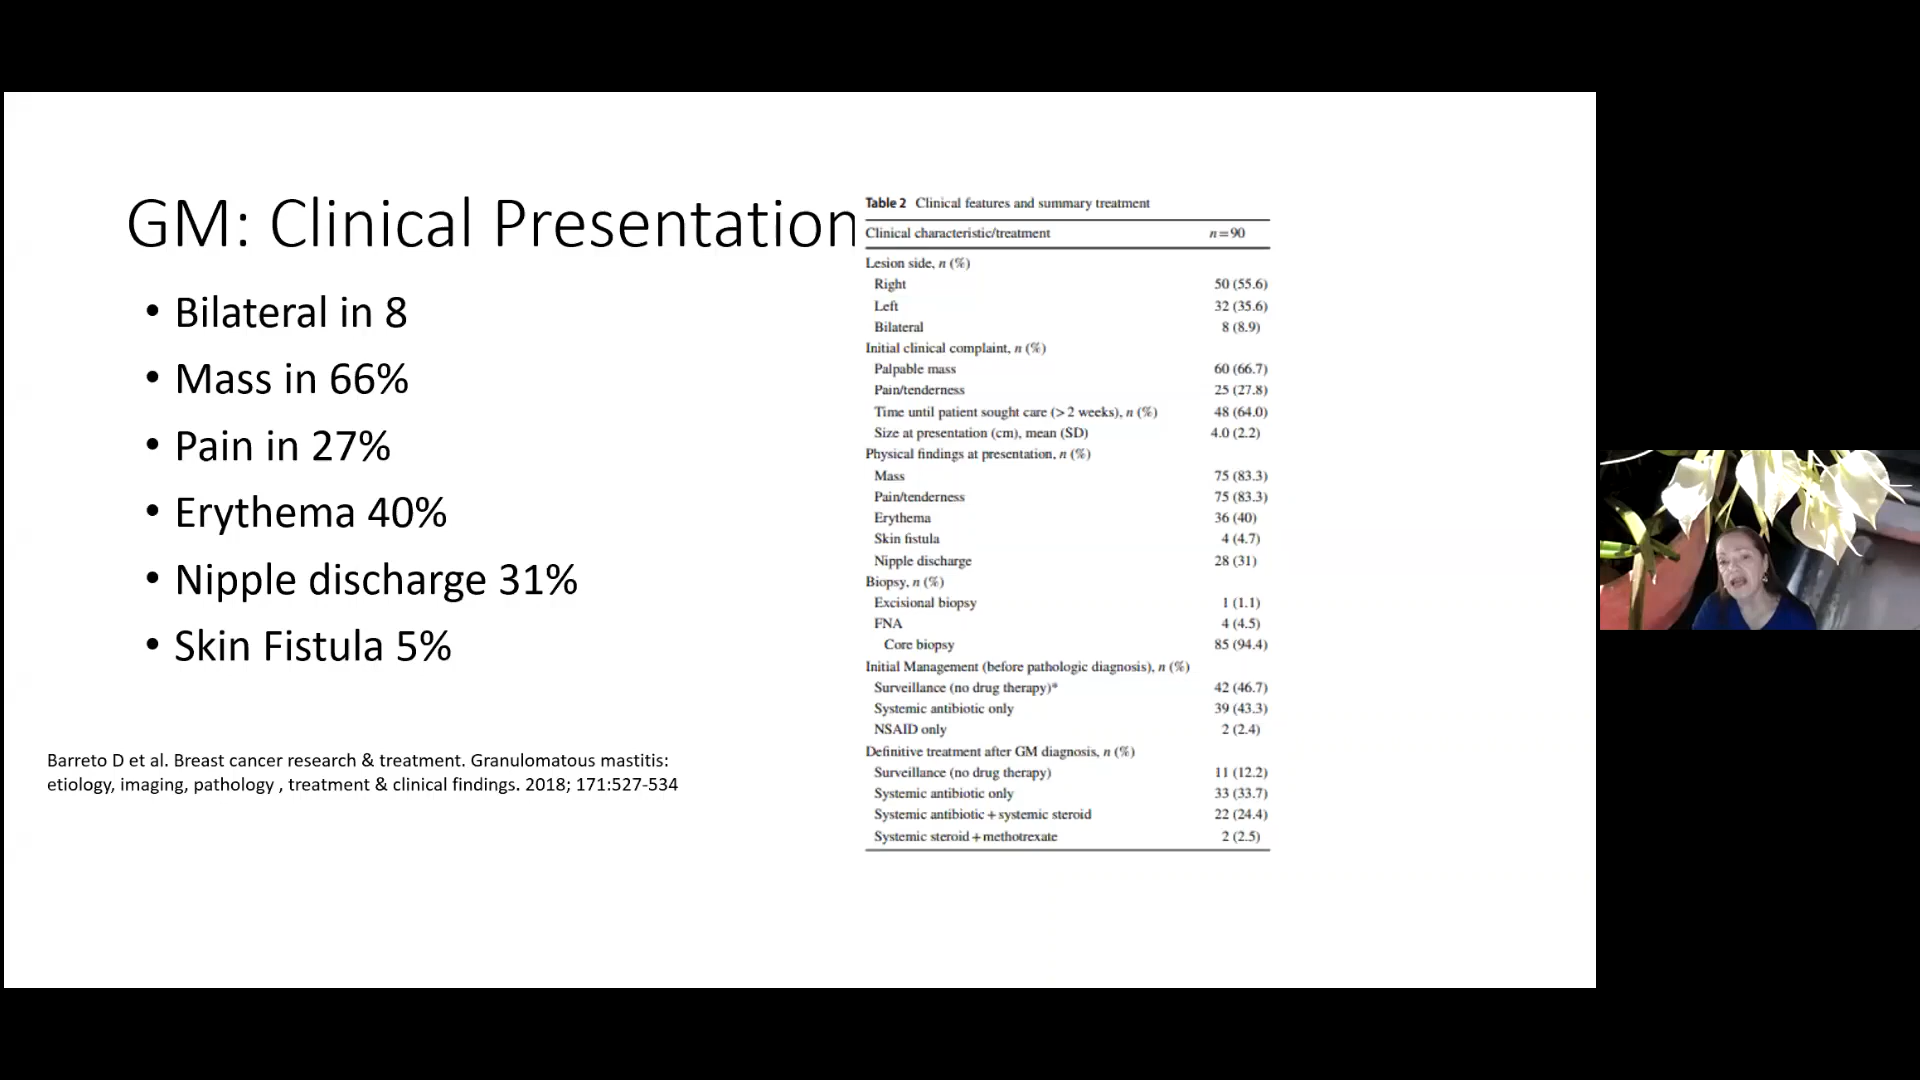 GM: Clinical Presentation
• Bilateral in 8
• Mass in 66%
• Pain in 27%
• Erythema 40%
• Nipple discharge 31%
• Skin Fistula 5%
Barreto D et al. Breast cancer research & treatment. Granulomatous mastitis:
etiology, imaging, pathology , treatment & clinical findings. 2018; 171:527-534
Table 2 Clinical features and summary treatment
Clinical characteristic/treatment n=90
Lesion side, n (%)
Right 50 (55.6)
Left 32 (35.6)
Bilateral 8 (8.9)
Initial clinical complaint, n (%)
Palpable mass 60 (66.7)
Pain/tenderness 25 (27.8)
Time until patient sought care (> 2 weeks), n (%) 48 (64.0)
Size at presentation (cm), mean (SD) 4.0 (2.2)
Physical findings at presentation, n (%)
Mass 75 (83.3)
Pain/tenderness 75 (83.3)
Erythema 36 (40)
Skin fistula 4 (4.7)
Nipple discharge 28 (31)
Biopsy, n (%)
Excisional biopsy 1 (1.1)
FNA 4 (4.5)
Core biopsy 85 (94.4)
Initial Management (before pathologic diagnosis), n (%)
Surveillance (no drug therapy)* 42 (46.7)
Systemic antibiotic only 39 (43.3)
NSAID only 2 (2.4)
Definitive treatment after GM diagnosis, n (%)
Surveillance (no drug therapy) 11 (12.2)
Systemic antibiotic only 33 (33.7)
Systemic antibiotic + systemic steroid 22 (24.4)
Systemic steroid + methotrexate 2 (2.5)